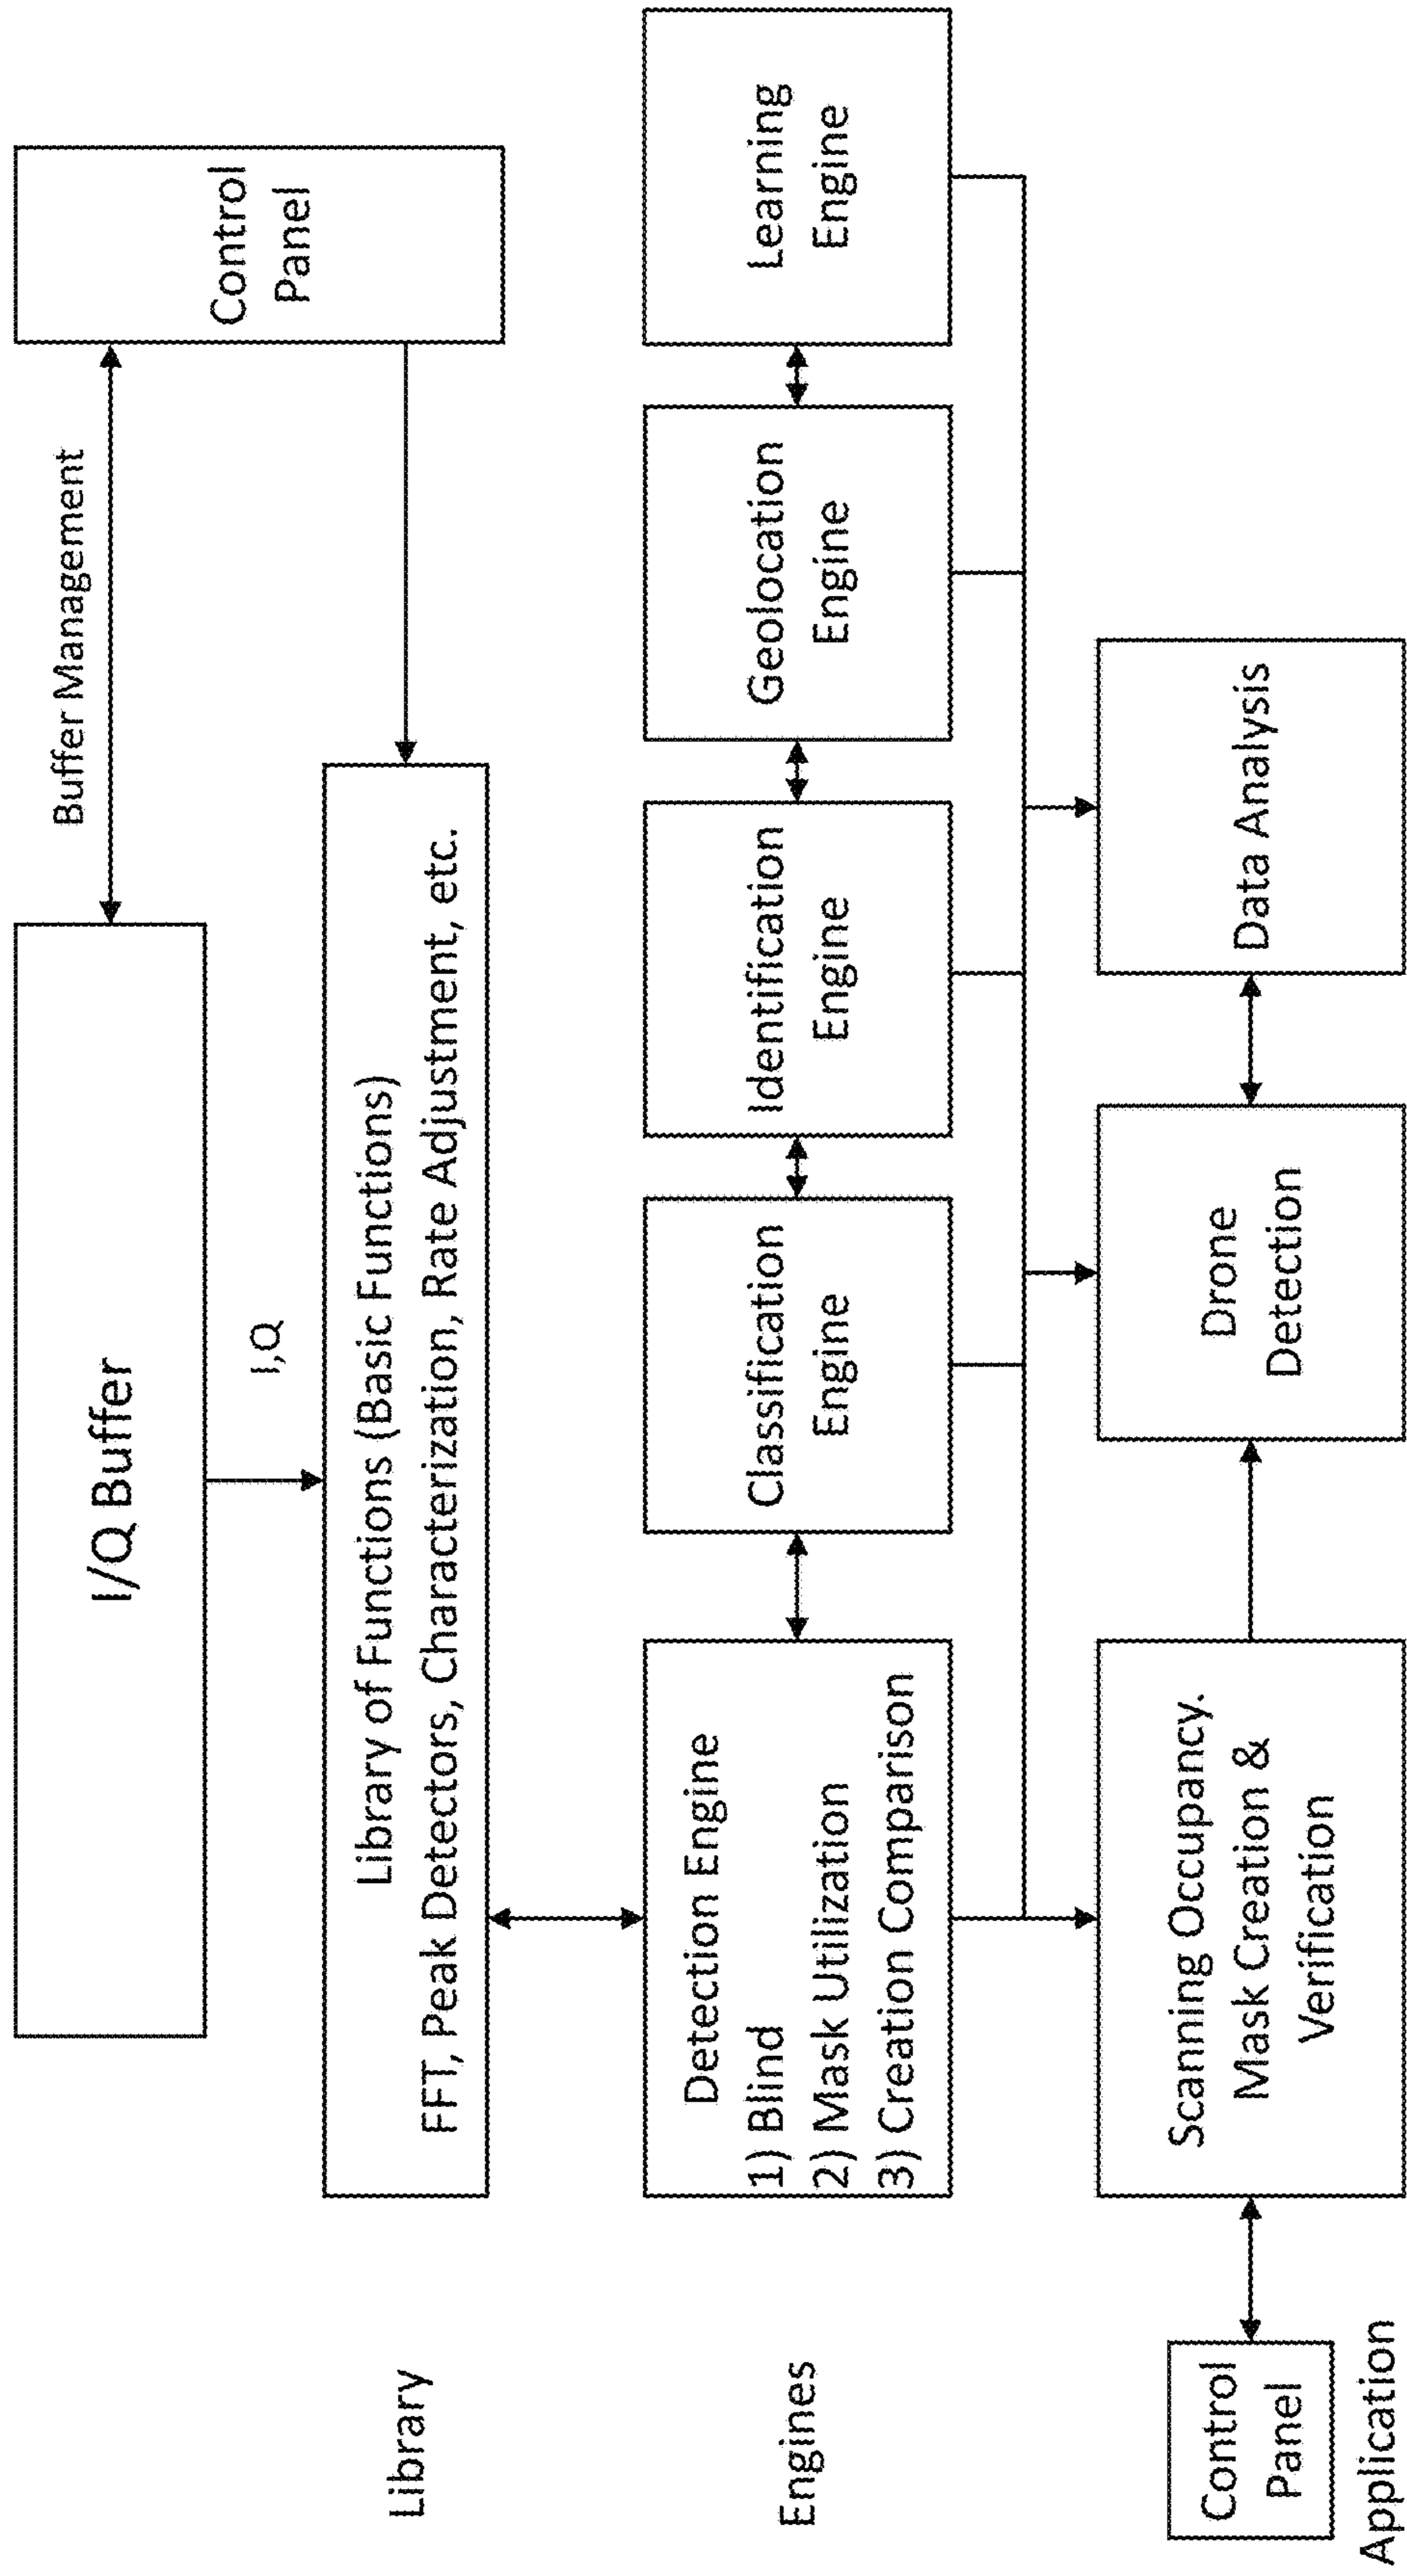 I/Q Buffer
Buffer Management
Control
Panel
I,Q
Library
Library of Functions (Basic Functions)
FFT, Peak Detectors, Characterization, Rate Adjustment, etc.
Engines
Detection Engine
1) Blind
2) Mask Utilization
3) Creation Comparison
Classification
Engine
Identification
Engine
Geolocation
Engine
Learning
Engine
Control
Panel
Application
Scanning Occupancy.
Mask Creation &
Verification
Drone
Detection
Data Analysis